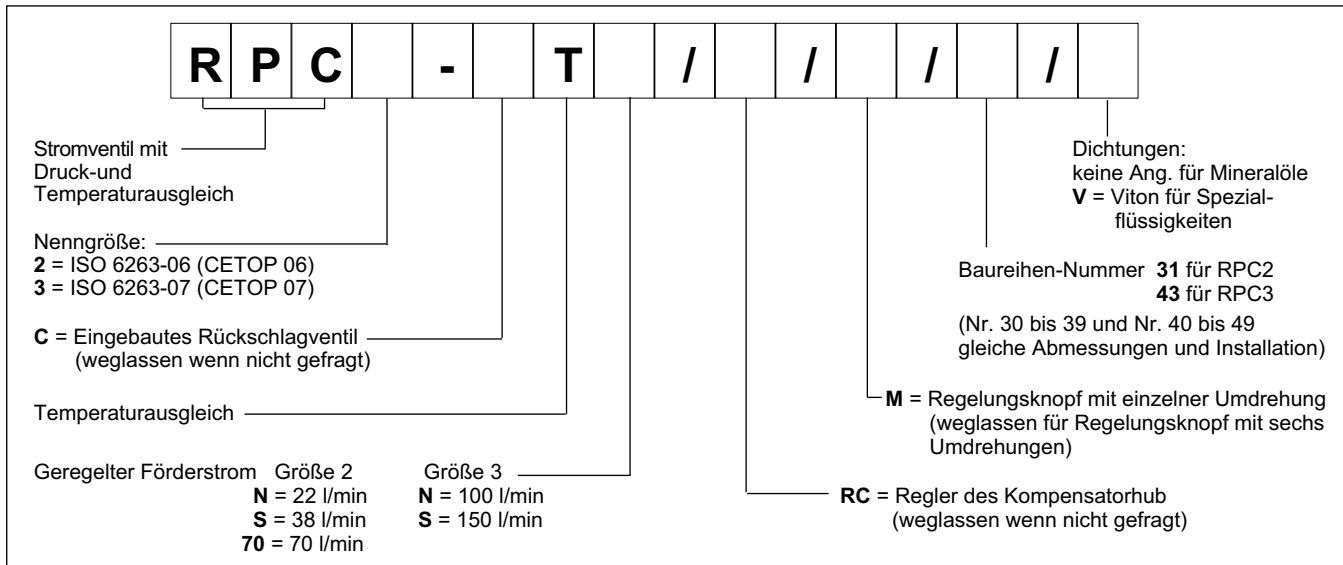 R P C - T / / / /
Stromventil mit
Druck-und
Temperaturausgleich
Nenngröße:
2 = ISO 6263-06 (CETOP 06)
3 = ISO 6263-07 (CETOP 07)
C = Eingebautes Rückschlagventil
(weglassen wenn nicht gefragt)
Temperaturausgleich
Geregelter Förderstrom Größe 2 Größe 3
N = 22 l/min N = 100 l/min
S = 38 l/min S = 150 l/min
70 = 70 l/min
Dichtungen:
keine Ang. für Mineralöle
V = Viton für Spezial-
flüssigkeiten
Baureihen-Nummer 31 für RPC2
43 für RPC3
(Nr. 30 bis 39 und Nr. 40 bis 49
gleiche Abmessungen und Installation)
M = Regelungsknopf mit einzelner Umdrehung
(weglassen für Regelungsknopf mit sechs
Umdrehungen)
RC = Regler des Kompensatorhub
(weglassen wenn nicht gefragt)